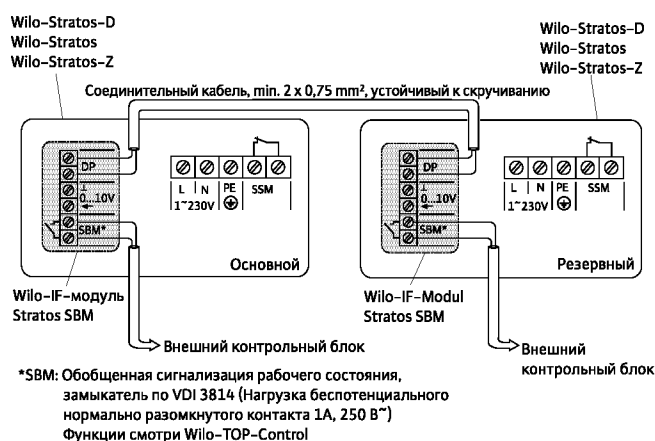 Wilo-Stratos-D
Wilo-Stratos
Wilo-Stratos-Z
Wilo-Stratos-D
Wilo-Stratos
Wilo-Stratos-Z
Соединительный кабель, min. 2 x 0,75 mm², устойчивый к скручиванию
DP
⊥
0...10V
SBM*
L N PE SSM
1~230V
Основной
DP
⊥
0...10V
SBM*
L N PE SSM
1~230V
Резервный
Wilo-IF-модуль
Stratos SBM
Wilo-IF-Modul
Stratos SBM
Внешний контрольный блок
Внешний
контрольный блок
*SBM: Обобщенная сигнализация рабочего состояния,
замыкатель по VDI 3814 (Нагрузка беспотенциального
нормально разомкнутого контакта 1А, 250 В~)
Функции смотри Wilo-TOP-Control